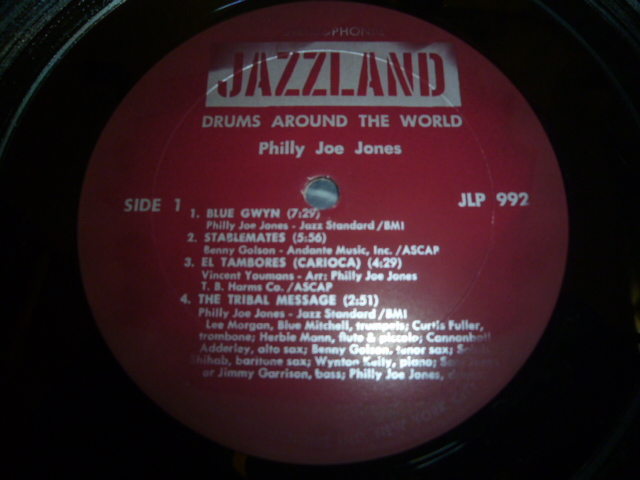 JAZZLAND
DRUMS AROUND THE WORLD
Philly Joe Jones
SIDE 1
JLP 992
1. BLUE GWYN (7:29)
Philly Joe Jones - Jazz Standard/BMI
2. STABLEMATES (5:56)
Benny Golson - Andante Music, Inc./ASCAP
3. EL TAMBORES (CARIOCA) (4:29)
Vincent Youmans - Arr: Philly Joe Jones
T. B. Harms Co./ASCAP
4. THE TRIBAL MESSAGE (2:51)
Philly Joe Jones - Jazz Standard/BMI
Lee Morgan, Blue Mitchell, trumpets; Curtis Fuller,
trombone; Herbie Mann, flute & piccolo; Cannonball
Adderley, alto sax; Benny Golson, tenor sax;
Shihab, baritone sax; Wynton Kelly, piano;
or Jimmy Garrison, bass; Philly Joe Jones,